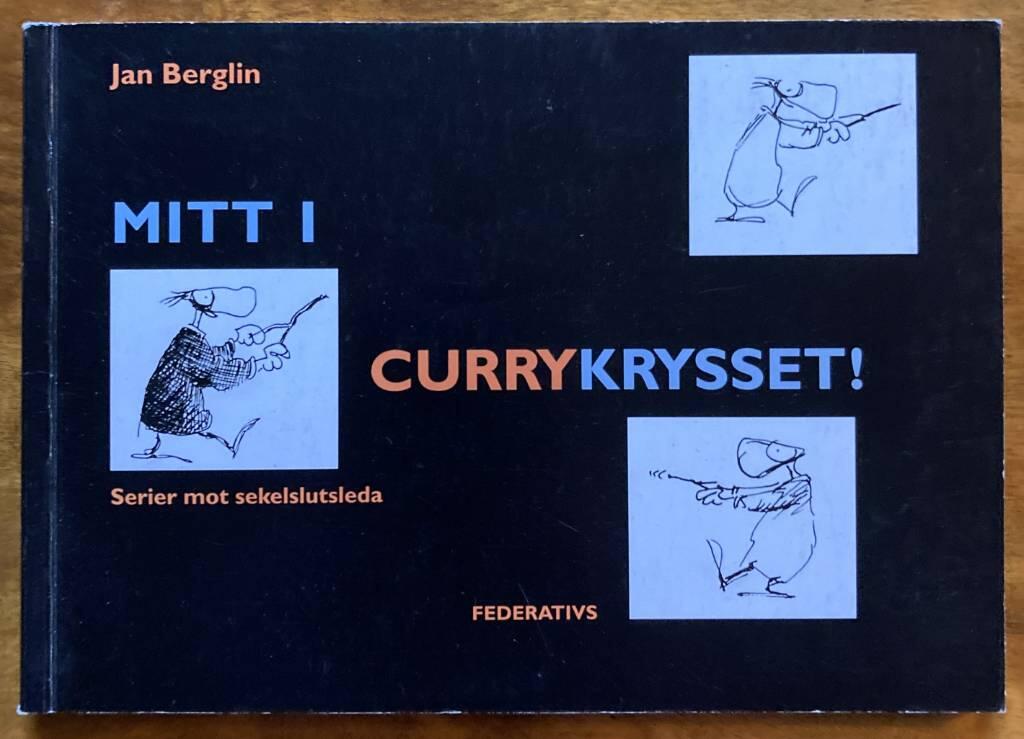 Jan Berglin
MITT I
CURRYKRYSSET!
Serier mot sekelslutsleda
FEDERATIVS